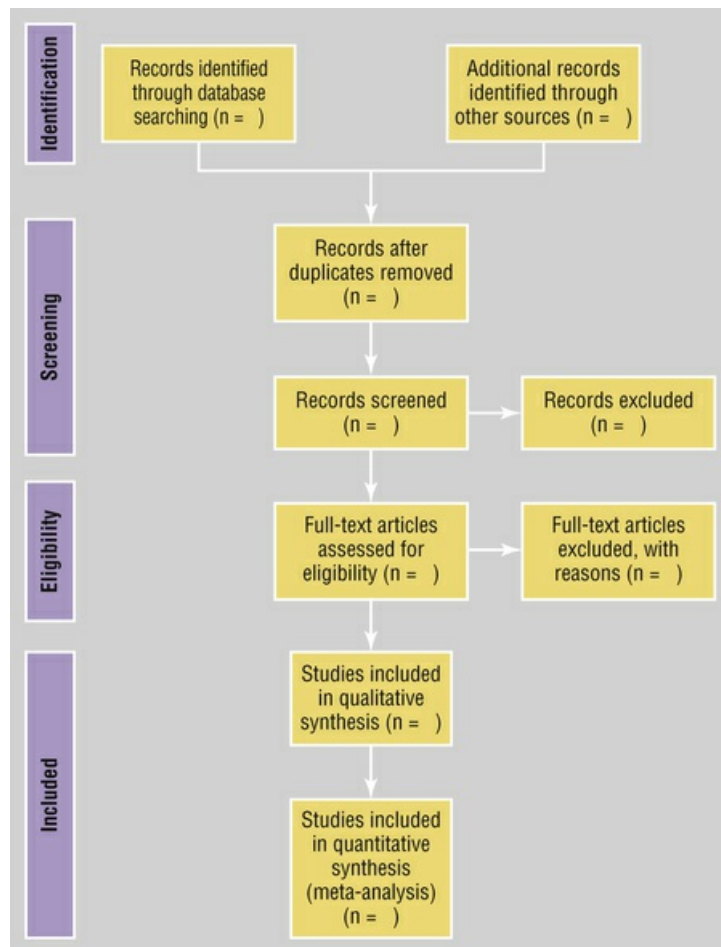 Identification
Records identified
through database
searching (n =   )
Additional records
identified through
other sources (n =   )
Screening
Records after
duplicates removed
(n =   )
Records screened
(n =   )
Records excluded
(n =   )
Eligibility
Full-text articles
assessed for
eligibility (n =   )
Full-text articles
excluded, with
reasons (n =   )
Included
Studies included
in qualitative
synthesis (n =   )
Studies included
in quantitative
synthesis
(meta-analysis)
(n =   )